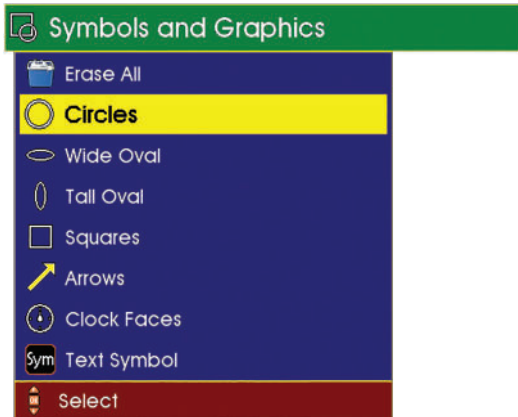 Symbols and Graphics
Erase All
Circles
Wide Oval
Tall Oval
Squares
Arrows
Clock Faces
Sym Text Symbol
Select